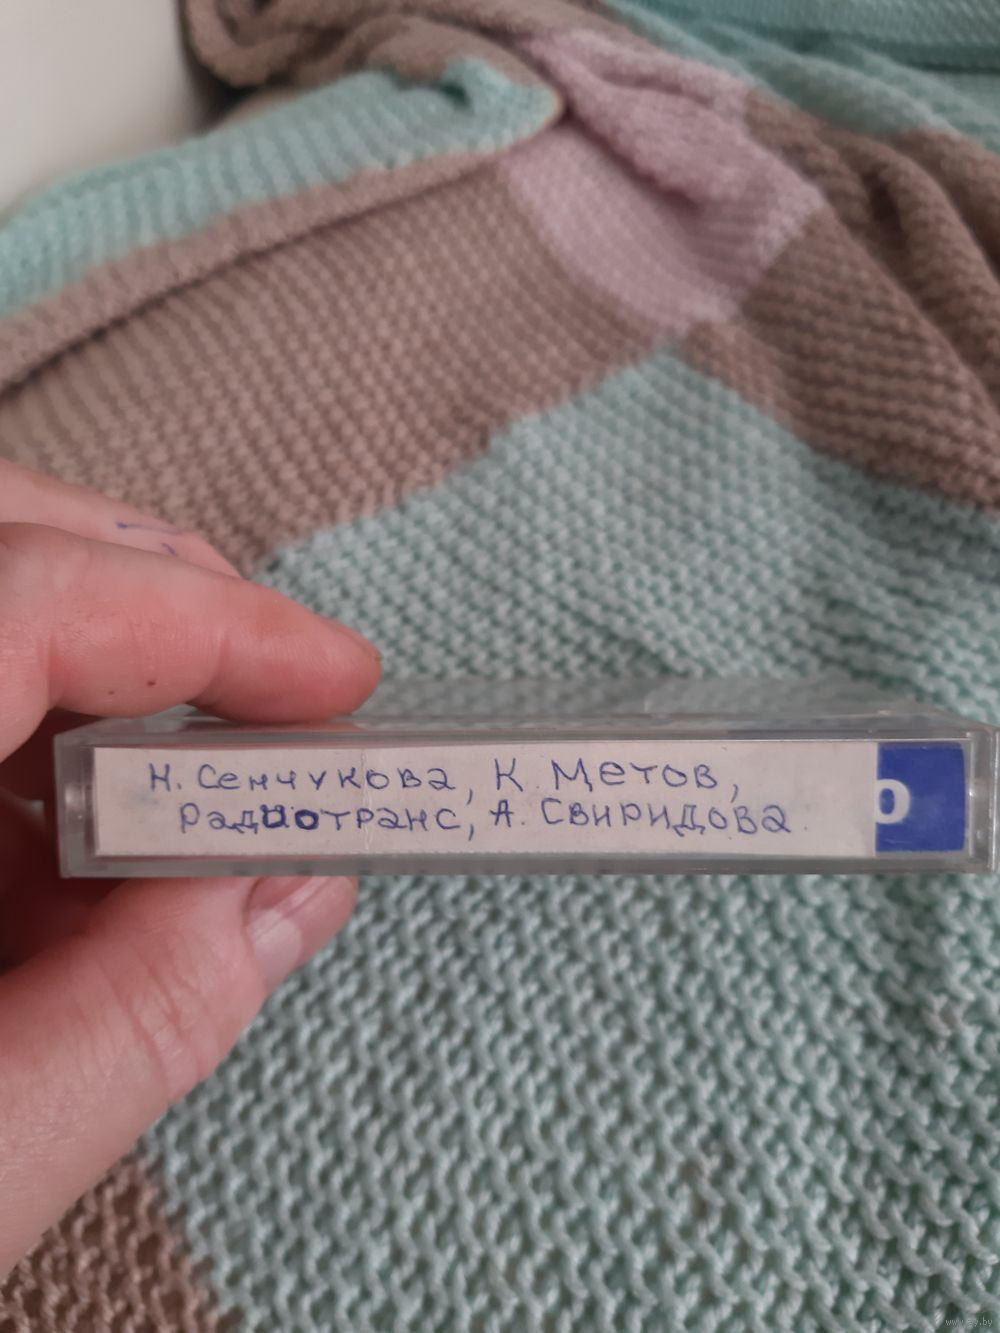 Н. Сенчукова, К. Метов,
Радиотранс, А. Свиридова.
o